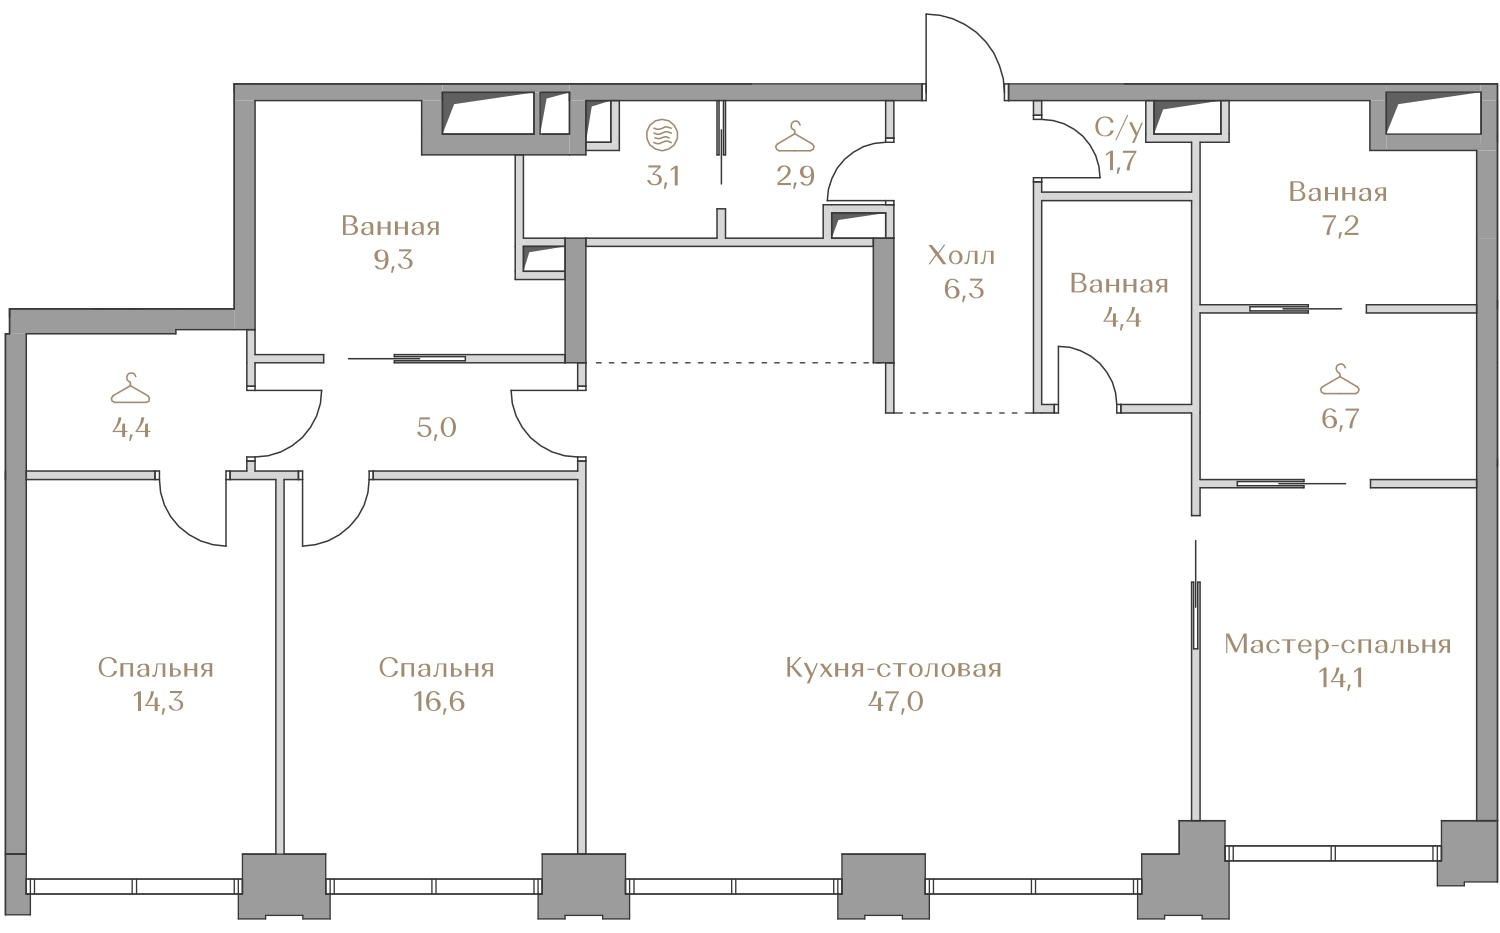 С/у
1,7
3,1
2,9
Ванная
7,2
Ванная
9,3
Холл
6,3
Ванная
4,4
4,4
5,0
6,7
Спальня
14,3
Спальня
16,6
Кухня-столовая
47,0
Мастер-спальня
14,1